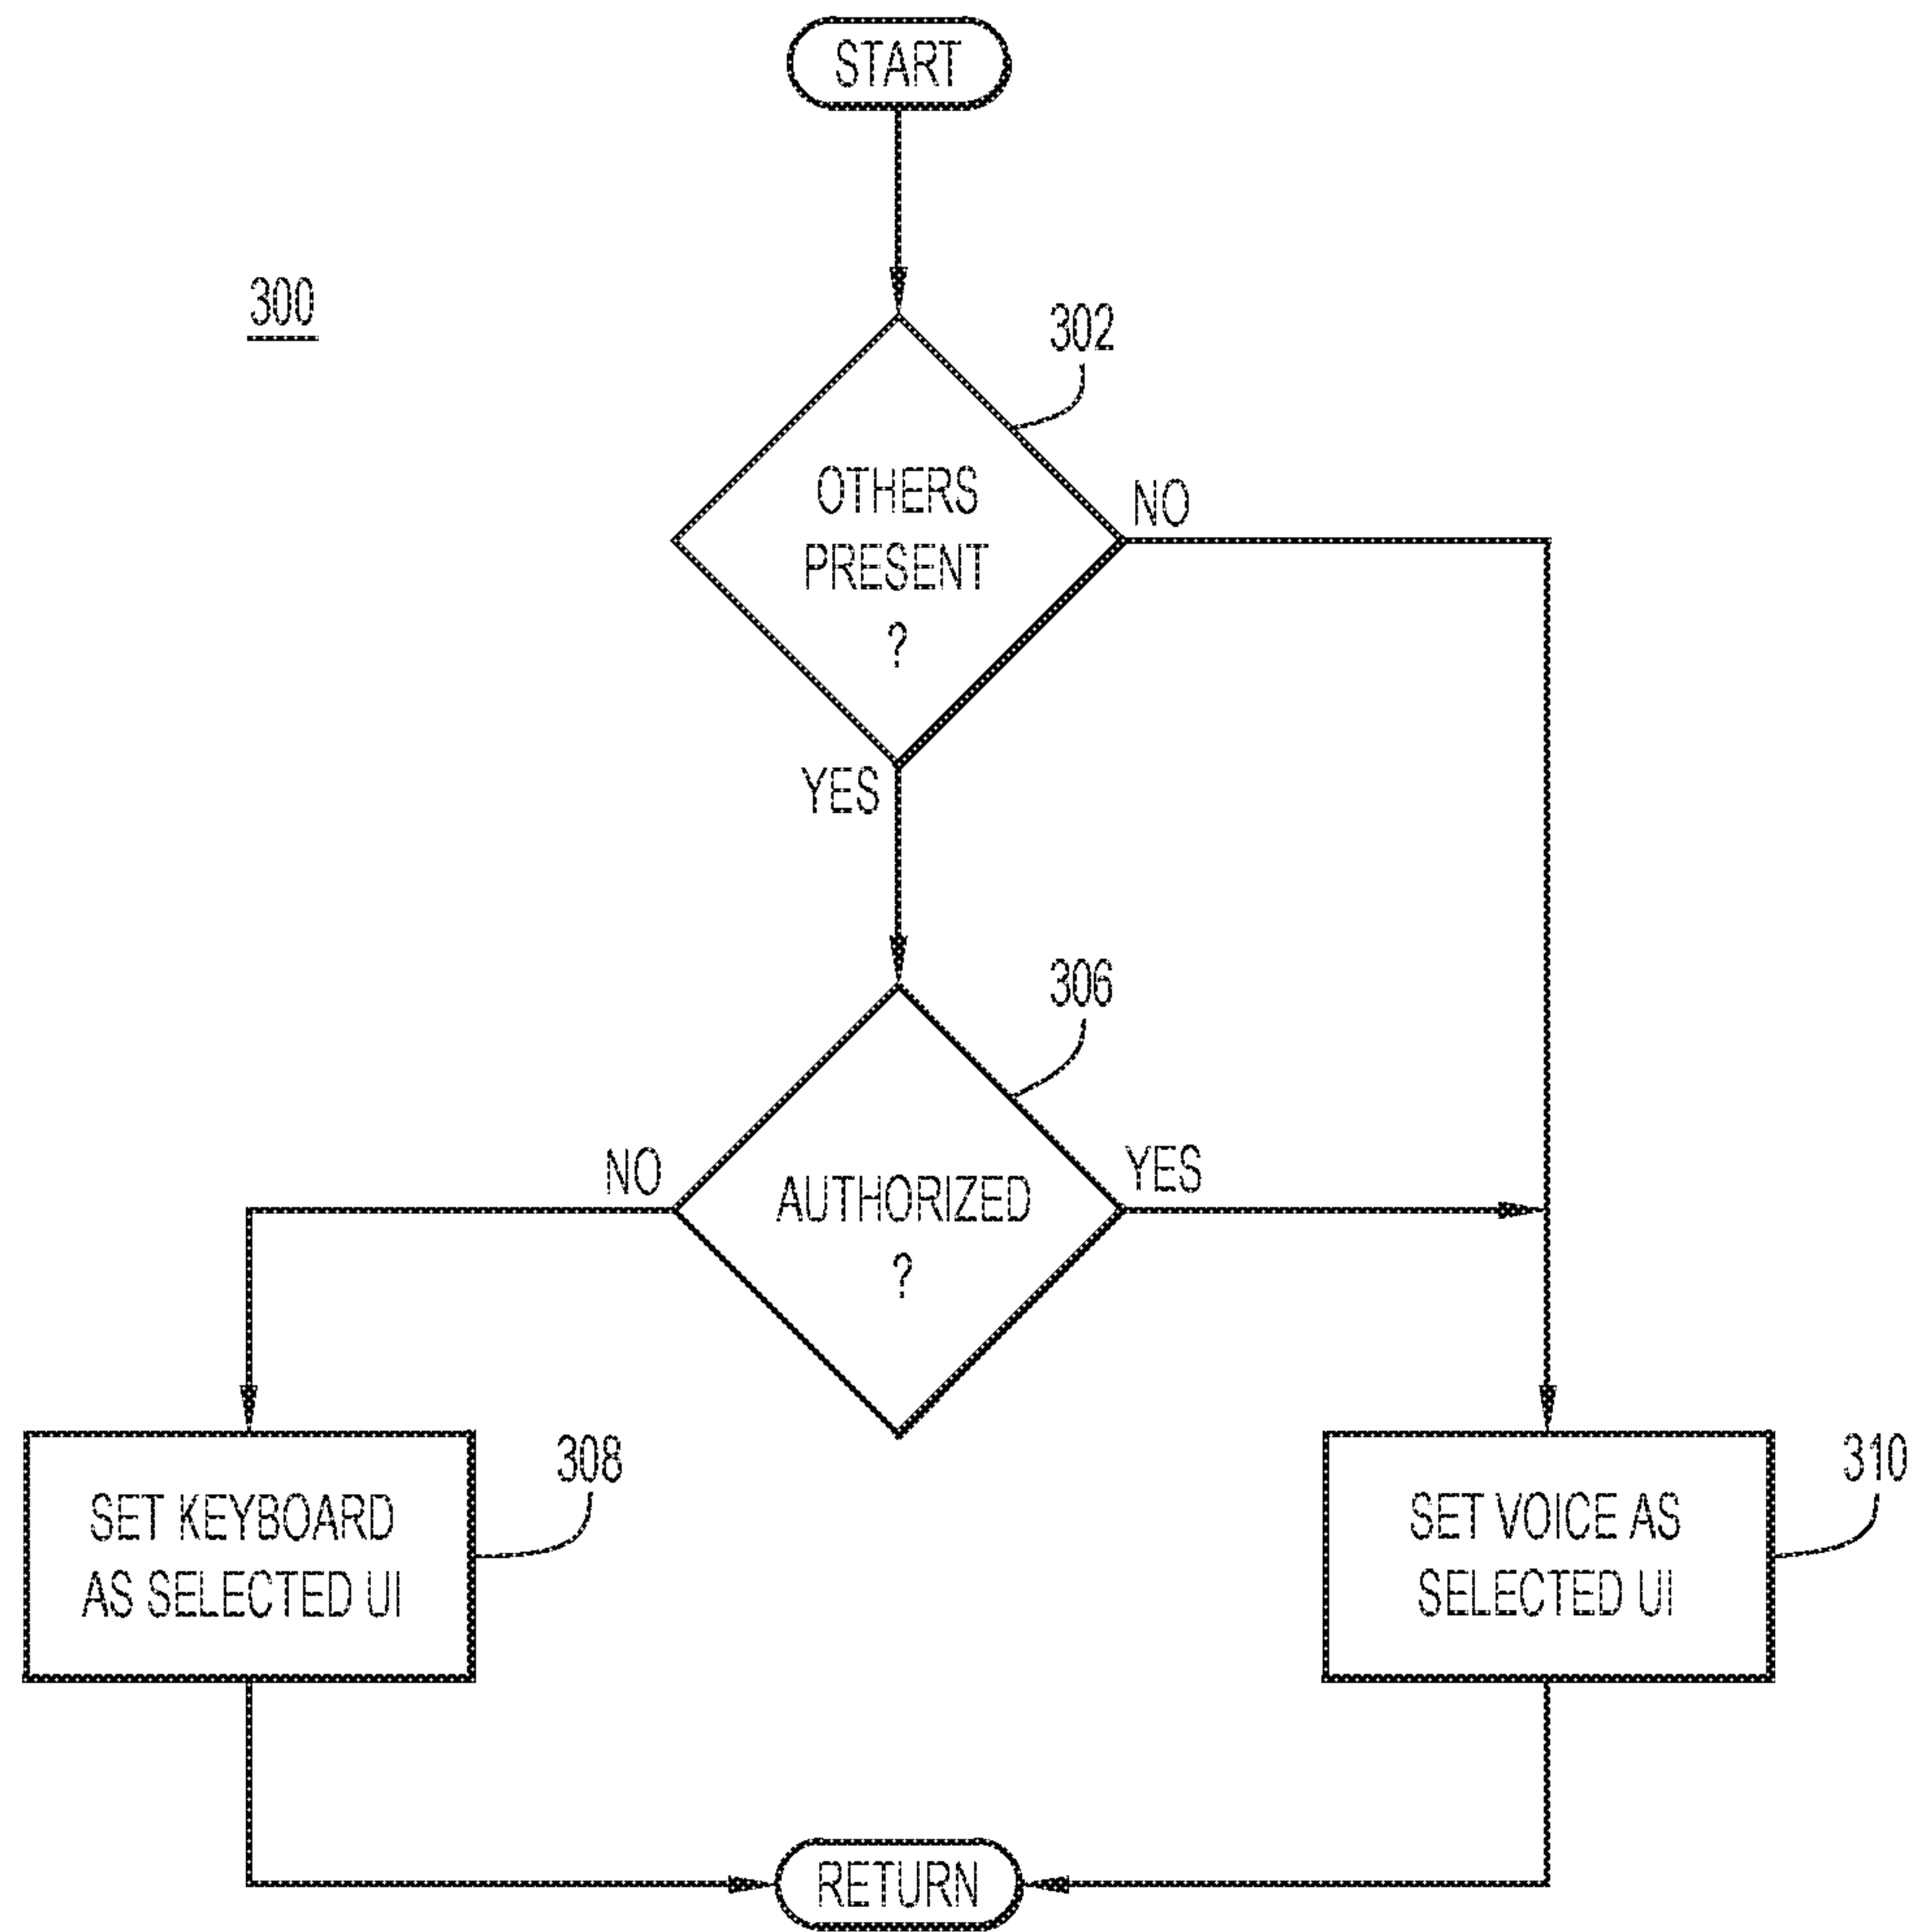 START
300
302
OTHERS
PRESENT
?
NO
YES
306
NO
YES
AUTHORIZED
?
308
SET KEYBOARD
AS SELECTED UI
310
SET VOICE AS
SELECTED UI
RETURN